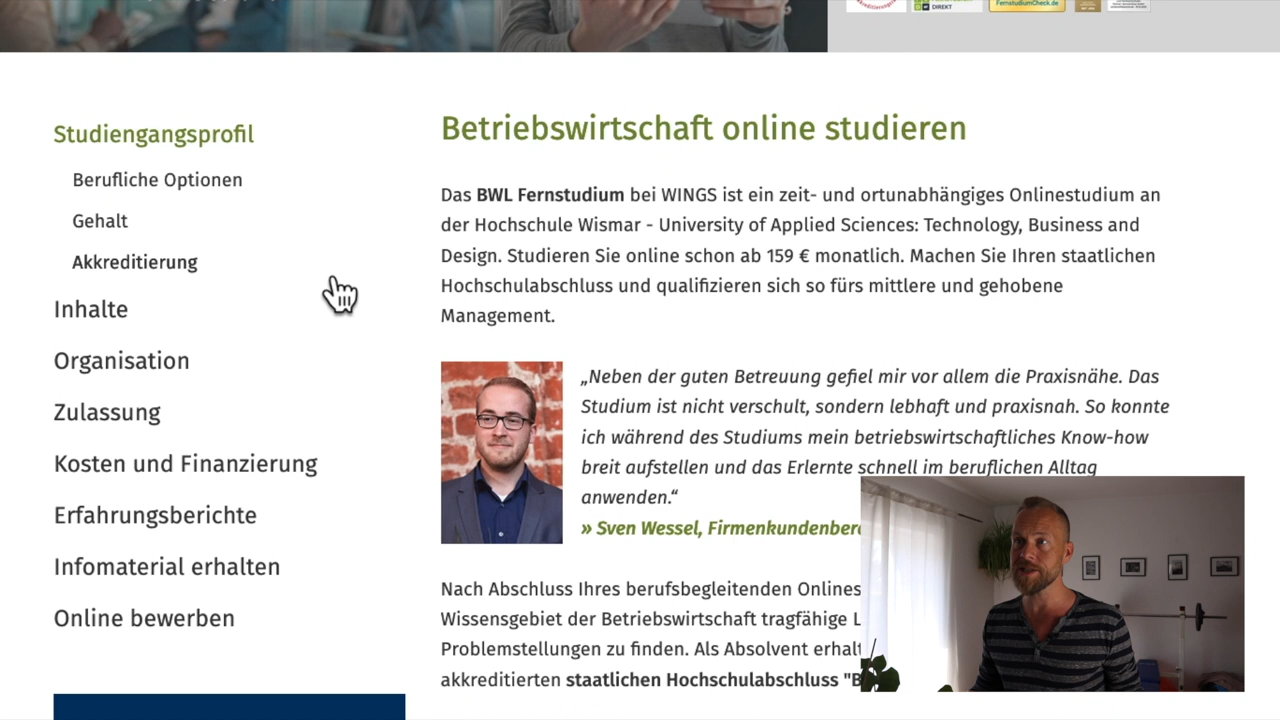 DIREKT
FernstudiumCheck.de
Studiengangsprofil
Berufliche Optionen
Gehalt
Akkreditierung
Inhalte
Organisation
Zulassung
Kosten und Finanzierung
Erfahrungsberichte
Infomaterial erhalten
Online bewerben
Betriebswirtschaft online studieren
Das BWL Fernstudium bei WINGS ist ein zeit- und ortunabhängiges Onlinestudium an
der Hochschule Wismar - University of Applied Sciences: Technology, Business and
Design. Studieren Sie online schon ab 159 € monatlich. Machen Sie Ihren staatlichen
Hochschulabschluss und qualifizieren sich so fürs mittlere und gehobene
Management.
„Neben der guten Betreuung gefiel mir vor allem die Praxisnähe. Das
Studium ist nicht verschult, sondern lebhaft und praxisnah. So konnte
ich während des Studiums mein betriebswirtschaftliches Know-how
breit aufstellen und das Erlernte schnell im beruflichen Alltag
anwenden.“
» Sven Wessel, Firmenkundenber
Nach Abschluss Ihres berufsbegleitenden Onlines
Wissensgebiet der Betriebswirtschaft tragfähige L
Problemstellungen zu finden. Als Absolvent erhalt
akkreditierten staatlichen Hochschulabschluss "B